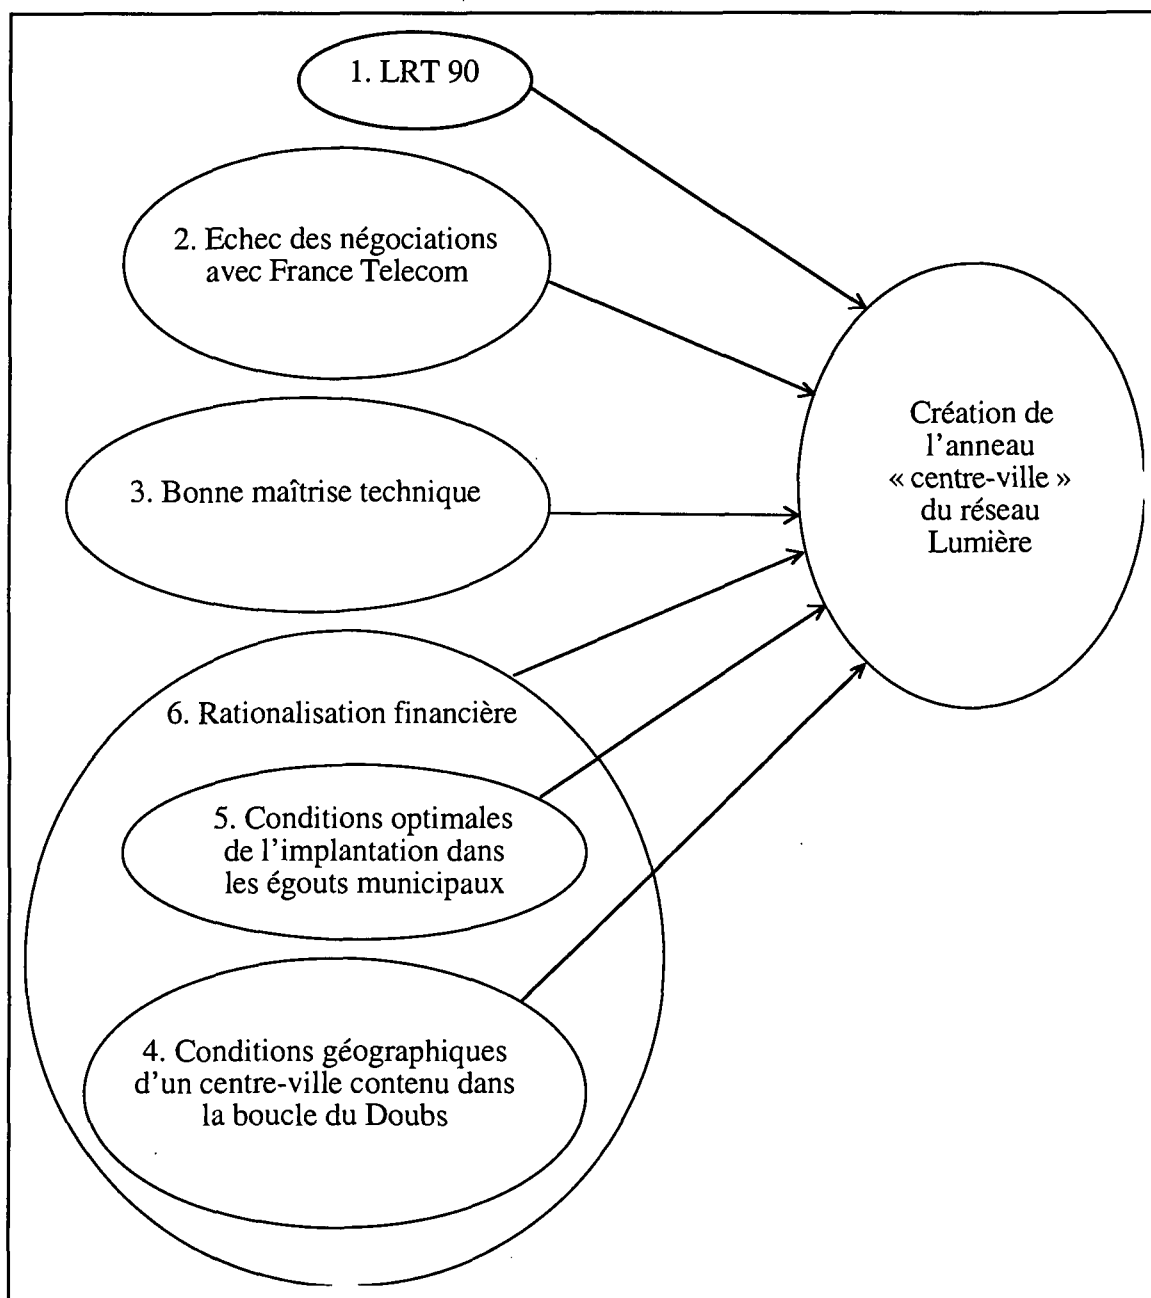 1. LRT 90
2. Echec des négociations
avec France Telecom
3. Bonne maîtrise technique
6. Rationalisation financière
5. Conditions optimales
de l'implantation dans
les égouts municipaux
4. Conditions géographiques
d'un centre-ville contenu dans
la boucle du Doubs
Création de
l'anneau
« centre-ville »
du réseau
Lumière